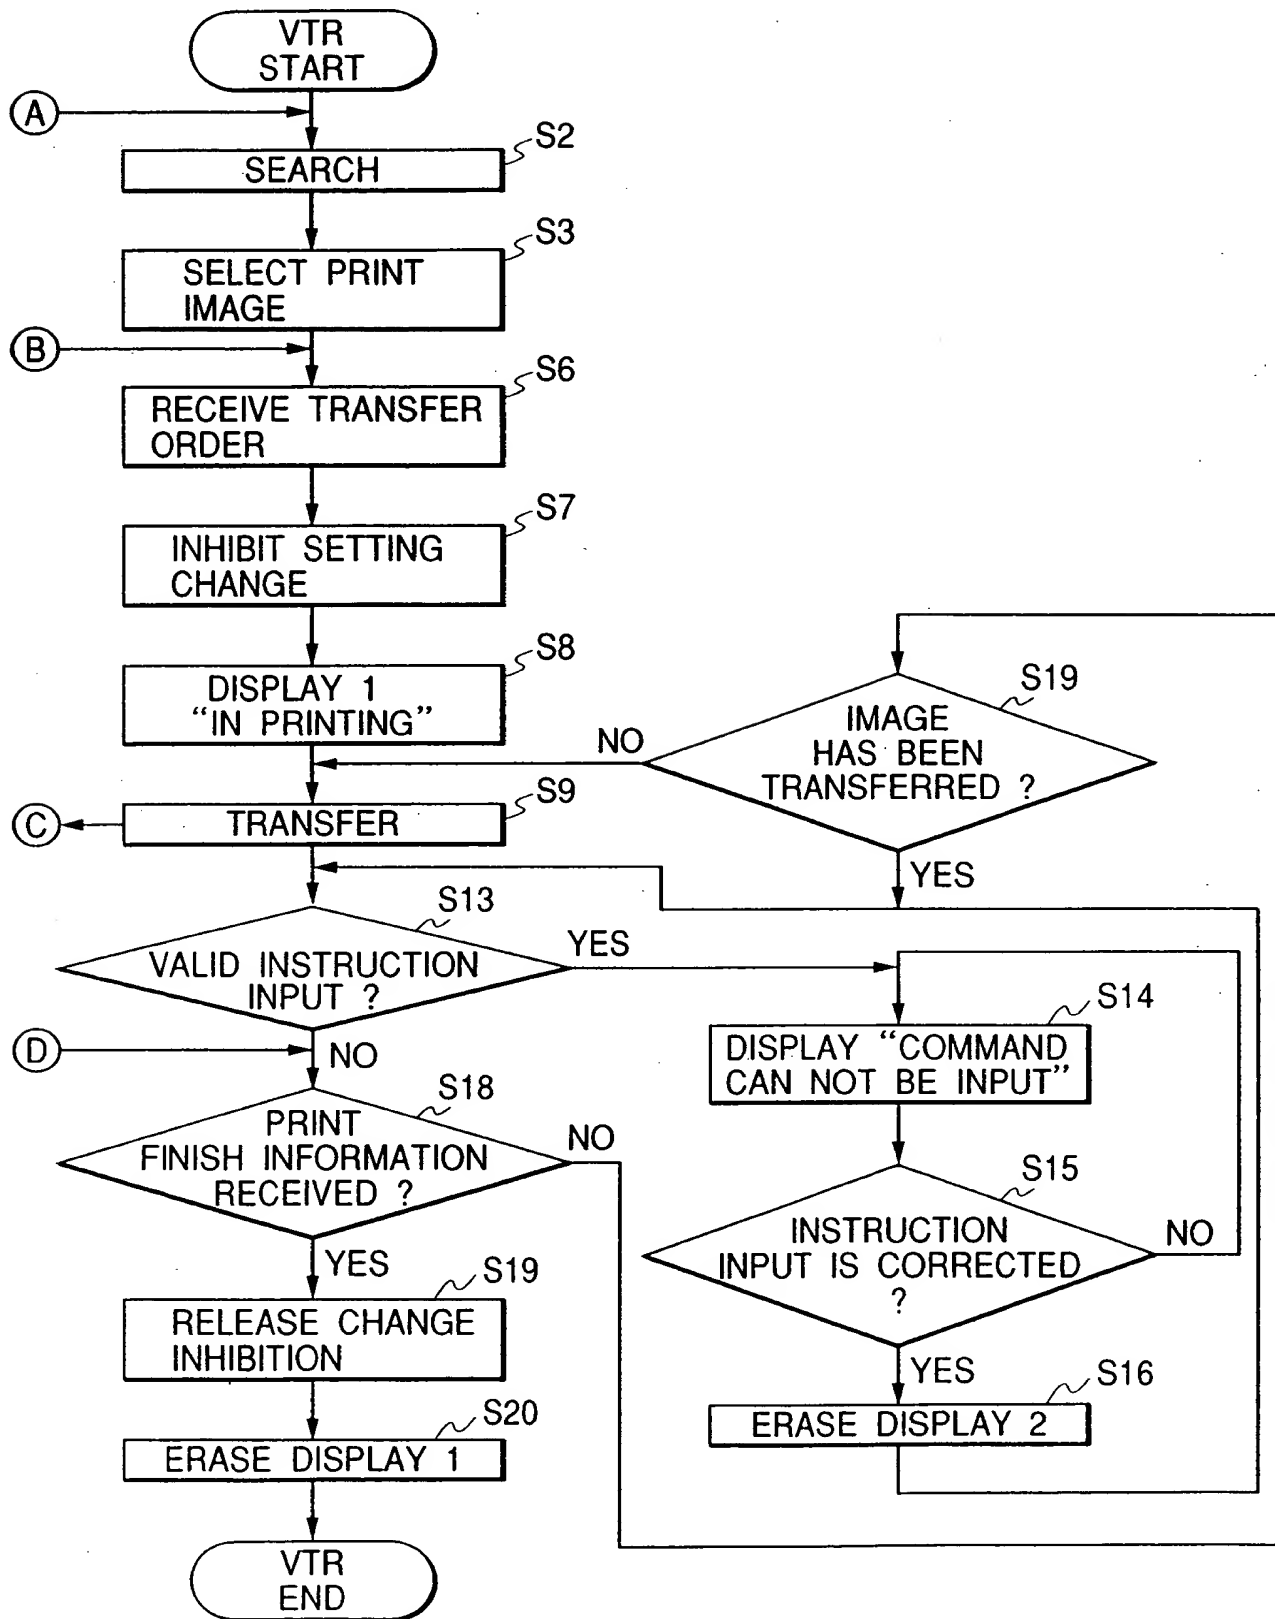 VTR
START
A
S2
SEARCH
S3
SELECT PRINT
IMAGE
B
S6
RECEIVE TRANSFER
ORDER
S7
INHIBIT SETTING
CHANGE
S8
DISPLAY 1
“IN PRINTING”
S19
IMAGE
HAS BEEN
TRANSFERRED ?
NO
YES
S9
C
TRANSFER
S13
VALID INSTRUCTION
INPUT ?
YES
NO
S14
DISPLAY “COMMAND
CAN NOT BE INPUT”
D
S18
PRINT
FINISH INFORMATION
RECEIVED ?
NO
YES
S15
INSTRUCTION
INPUT IS CORRECTED
?
NO
YES
S19
RELEASE CHANGE
INHIBITION
S16
ERASE DISPLAY 2
S20
ERASE DISPLAY 1
VTR
END